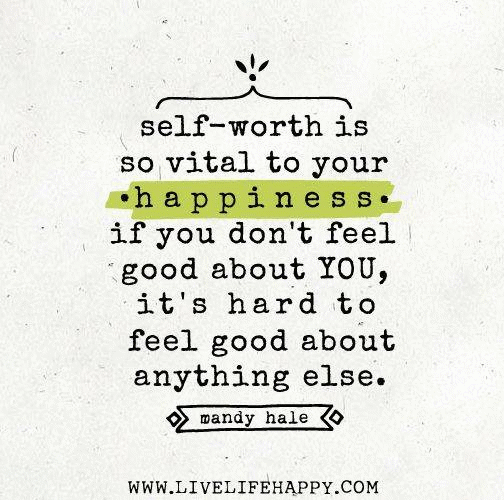 self-worth is
so vital to your
•happiness•
if you don't feel
good about YOU,
it's hard to
feel good about
anything else.
mandy hale
WWW.LIVELIFEHAPPY.COM